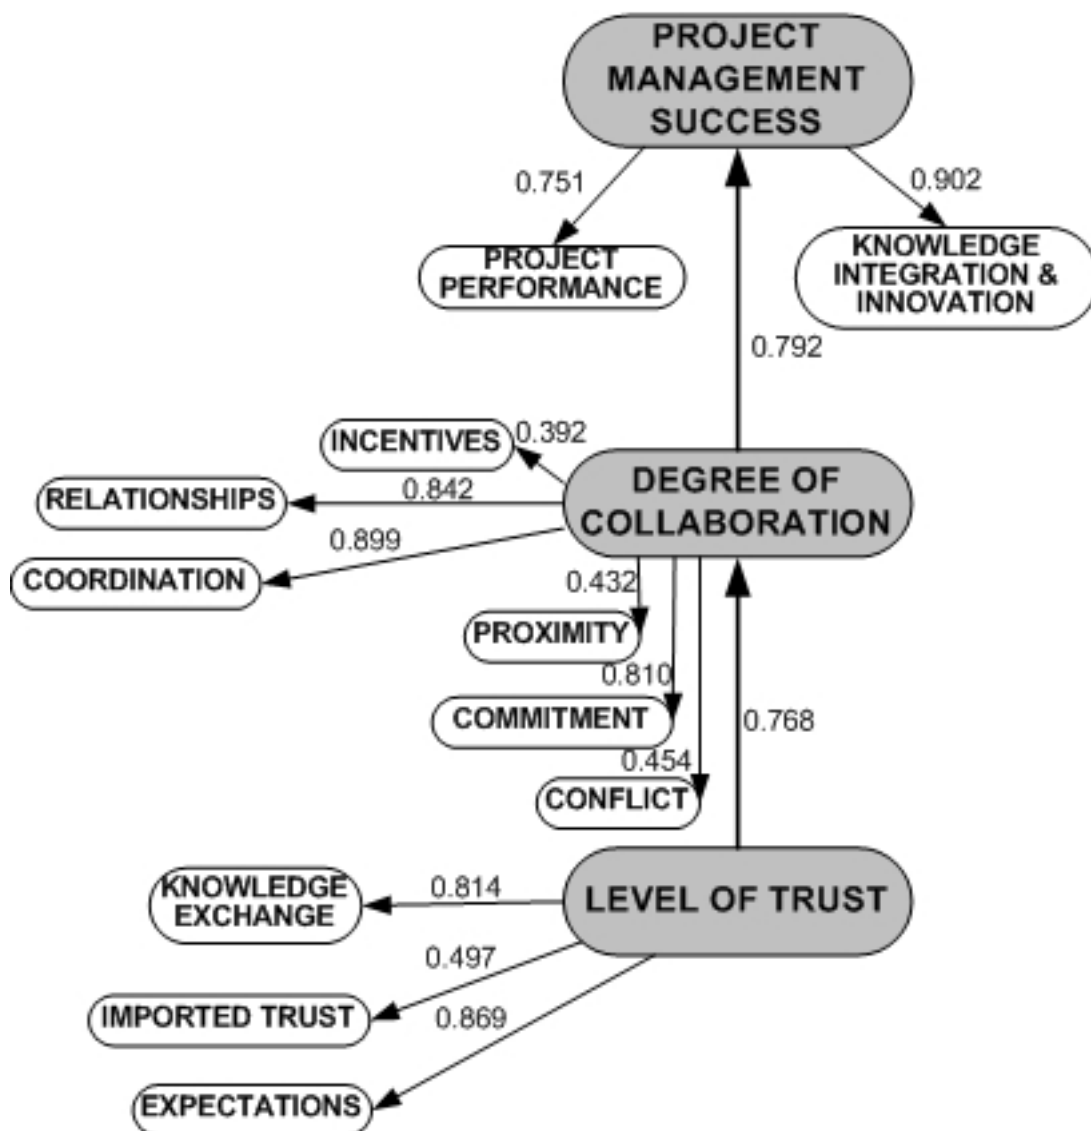 PROJECT
MANAGEMENT
SUCCESS
0.751
0.902
PROJECT
PERFORMANCE
KNOWLEDGE
INTEGRATION &
INNOVATION
0.792
INCENTIVES
0.392
RELATIONSHIPS
0.842
DEGREE OF
COLLABORATION
COORDINATION
0.899
0.432
PROXIMITY
0.810
COMMITMENT
0.454
CONFLICT
0.768
KNOWLEDGE
EXCHANGE
0.814
LEVEL OF TRUST
0.497
IMPORTED TRUST
0.869
EXPECTATIONS